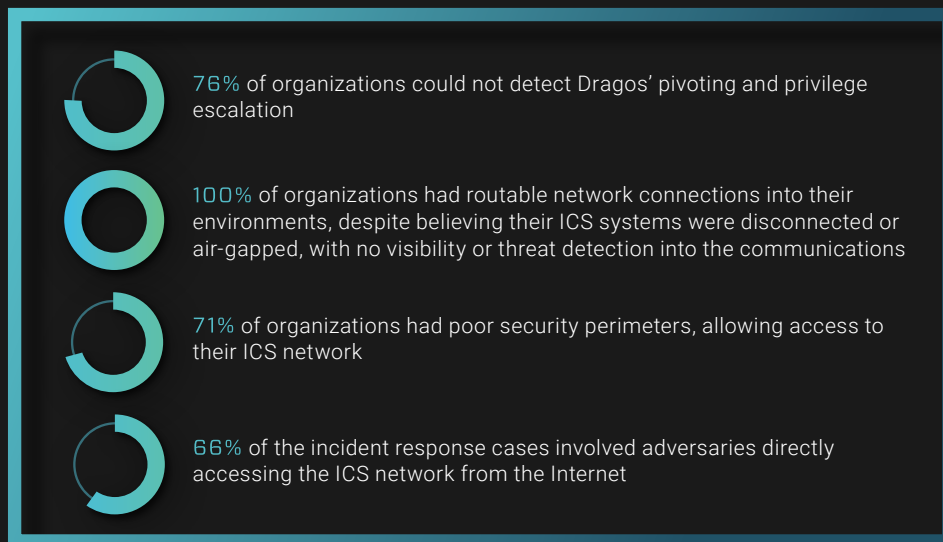 76% of organizations could not detect Dragos’ pivoting and privilege
escalation
100% of organizations had routable network connections into their
environments, despite believing their ICS systems were disconnected or
air-gapped, with no visibility or threat detection into the communications
71% of organizations had poor security perimeters, allowing access to
their ICS network
66% of the incident response cases involved adversaries directly
accessing the ICS network from the Internet